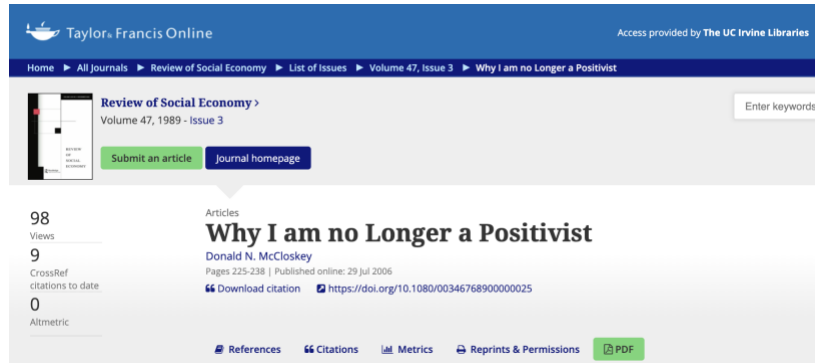 Taylor & Francis Online
Access provided by The UC Irvine Libraries
Home ▶ All Journals ▶ Review of Social Economy ▶ List of Issues ▶ Volume 47, Issue 3 ▶ Why I am no Longer a Positivist
Review of Social Economy >
Volume 47, 1989 - Issue 3
Enter keywords
Submit an article
Journal homepage
REVIEW
OF
SOCIAL
ECONOMY
98
Views
9
CrossRef
citations to date
0
Altmetric
Articles
Why I am no Longer a Positivist
Donald N. McCloskey
Pages 225-238 | Published online: 29 Jul 2006
Download citation https://doi.org/10.1080/00346768900000025
References Citations Metrics Reprints & Permissions PDF